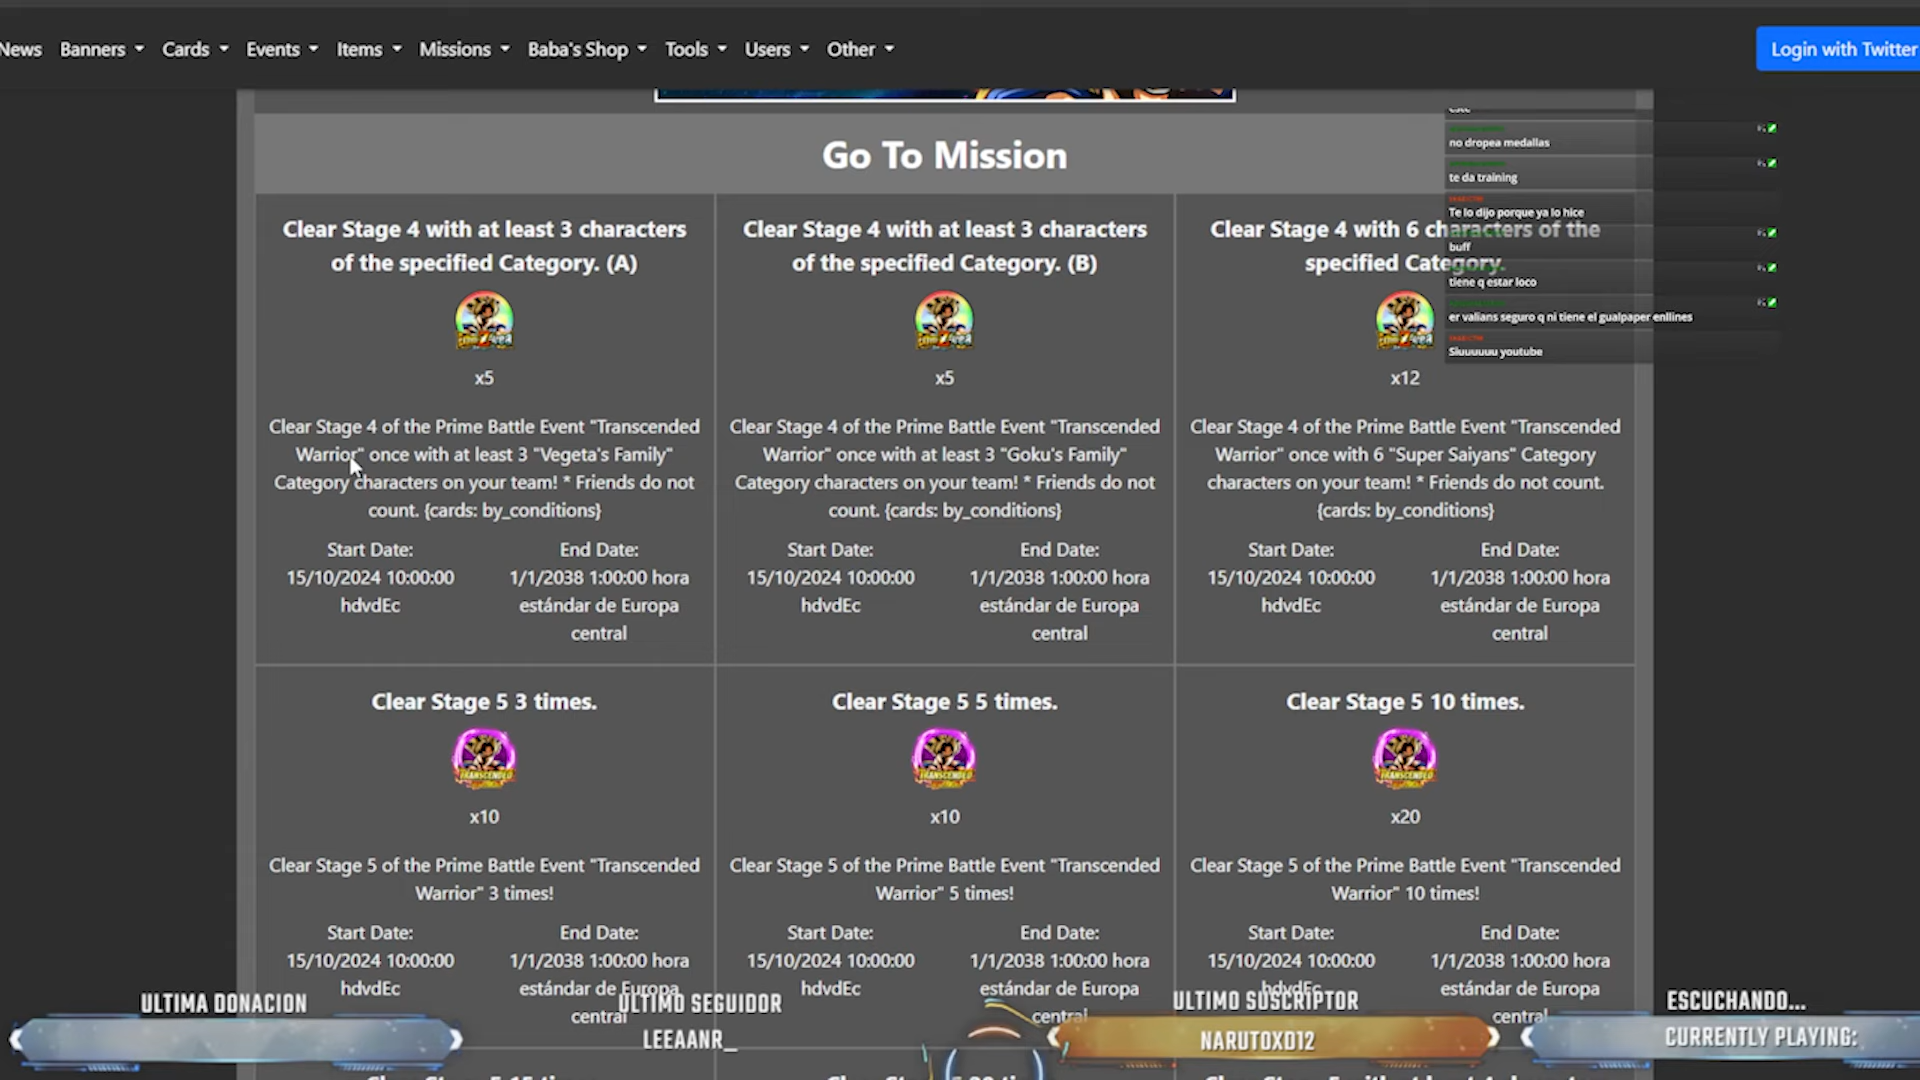 News Banners Cards Events Items Missions Baba's Shop Tools Users Other Login with Twitter
Go To Mission
no dropea medallas
te da training
Te lo dijo porque ya lo hice
buff
tiene q estar loco
er valians seguro q ni tiene el gualpaper enllines
Siuuuuuu youtube
Clear Stage 4 with at least 3 characters
of the specified Category. (A)
x5
Clear Stage 4 of the Prime Battle Event "Transcended
Warrior" once with at least 3 "Vegeta's Family"
Category characters on your team! * Friends do not
count. {cards: by_conditions}
Start Date:
15/10/2024 10:00:00
hdvdEc
End Date:
1/1/2038 1:00:00 hora
estándar de Europa
central
Clear Stage 4 with at least 3 characters
of the specified Category. (B)
x5
Clear Stage 4 of the Prime Battle Event "Transcended
Warrior" once with at least 3 "Goku's Family"
Category characters on your team! * Friends do not
count. {cards: by_conditions}
Start Date:
15/10/2024 10:00:00
hdvdEc
End Date:
1/1/2038 1:00:00 hora
estándar de Europa
central
Clear Stage 4 with 6 characters of the
specified Category.
x12
Clear Stage 4 of the Prime Battle Event "Transcended
Warrior" once with 6 "Super Saiyans" Category
characters on your team! * Friends do not count.
{cards: by_conditions}
Start Date:
15/10/2024 10:00:00
hdvdEc
End Date:
1/1/2038 1:00:00 hora
estándar de Europa
central
Clear Stage 5 3 times.
TRANSCENDED
x10
Clear Stage 5 of the Prime Battle Event "Transcended
Warrior" 3 times!
Start Date:
15/10/2024 10:00:00
hdvdEc
End Date:
1/1/2038 1:00:00 hora
estándar de Europa
central
Clear Stage 5 5 times.
TRANSCENDED
x10
Clear Stage 5 of the Prime Battle Event "Transcended
Warrior" 5 times!
Start Date:
15/10/2024 10:00:00
hdvdEc
End Date:
1/1/2038 1:00:00 hora
estándar de Europa
central
Clear Stage 5 10 times.
TRANSCENDED
x20
Clear Stage 5 of the Prime Battle Event "Transcended
Warrior" 10 times!
Start Date:
15/10/2024 10:00:00
hdvdEc
End Date:
1/1/2038 1:00:00 hora
estándar de Europa
central
ULTIMA DONACION
ULTIMO SEGUIDOR
LEEAANR_
ULTIMO SUSCRIPTOR
NARUTOXD12
ESCUCHANDO...
CURRENTLY PLAYING: